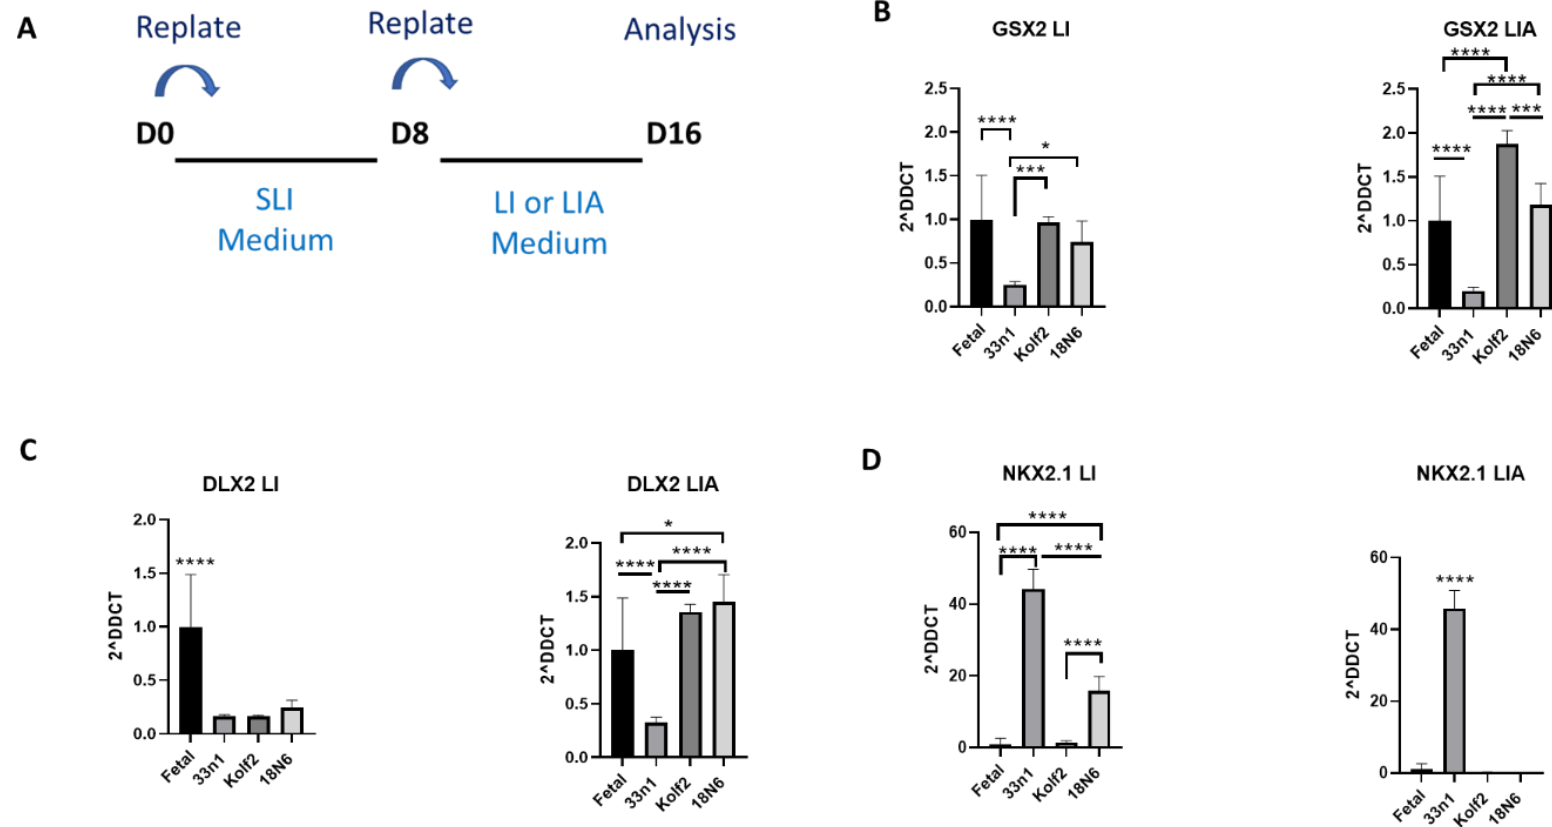 A
Replate
Replate
Analysis
D0
D8
D16
SLI
Medium
LI or LIA
Medium
B
GSX2 LI
2^DDCT
2.5
2.0
1.5
1.0
0.5
0.0
****
*
***
Fetal
33n1
Kolf2
18N6
GSX2 LIA
2^DDCT
2.5
2.0
1.5
1.0
0.5
0.0
****
****
**** ***
****
Fetal
33n1
Kolf2
18N6
C
DLX2 LI
2^DDCT
2.0
1.5
1.0
0.5
0.0
****
Fetal
33n1
Kolf2
18N6
DLX2 LIA
2^DDCT
2.0
1.5
1.0
0.5
0.0
*
****
****
****
Fetal
33n1
Kolf2
18N6
D
NKX2.1 LI
2^DDCT
60
40
20
0
****
**** ****
****
Fetal
33n1
Kolf2
18N6
NKX2.1 LIA
2^DDCT
60
40
20
0
****
Fetal
33n1
Kolf2
18N6